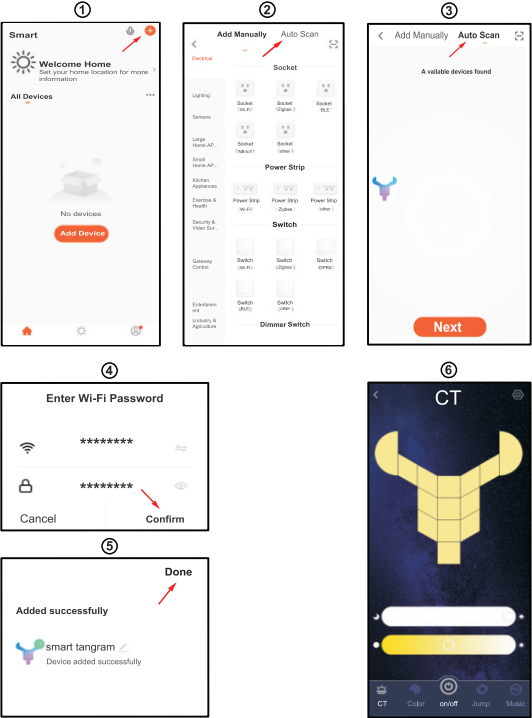 ①
Smart
Welcome Home
Set your home location for more
information
All Devices
No devices
Add Device
②
Add Manually Auto Scan
Electrical
Lighting
Sensors
Large
Home AP...
Small
Home AP...
Kitchen
Appliances
Exercise &
Health
Security &
Video Sur...
Gateway
Control
Entertainm
ent
Lndustry &
Agriculture
Socket
Socket Socket Socket
(Wi-Fi) (Zigbee) (BLE)
Socket Socket
(NB-IoT) (other)
Power Strip
Power Strip Power Strip Power Strip
(Wi-Fi) (Zigbee) (other)
Switch
Switch Switch Switch
(Wi-Fi) (Zigbee) (GPRS)
Switch Switch
(BLE) (other)
Dimmer Switch
③
Add Manually Auto Scan
A vailable devices found
Next
④
Enter Wi-Fi Password
********
********
Cancel Confirm
⑤
Done
Added successfully
smart tangram
Device added successfully
⑥
CT
CT Color on/off Jump Music